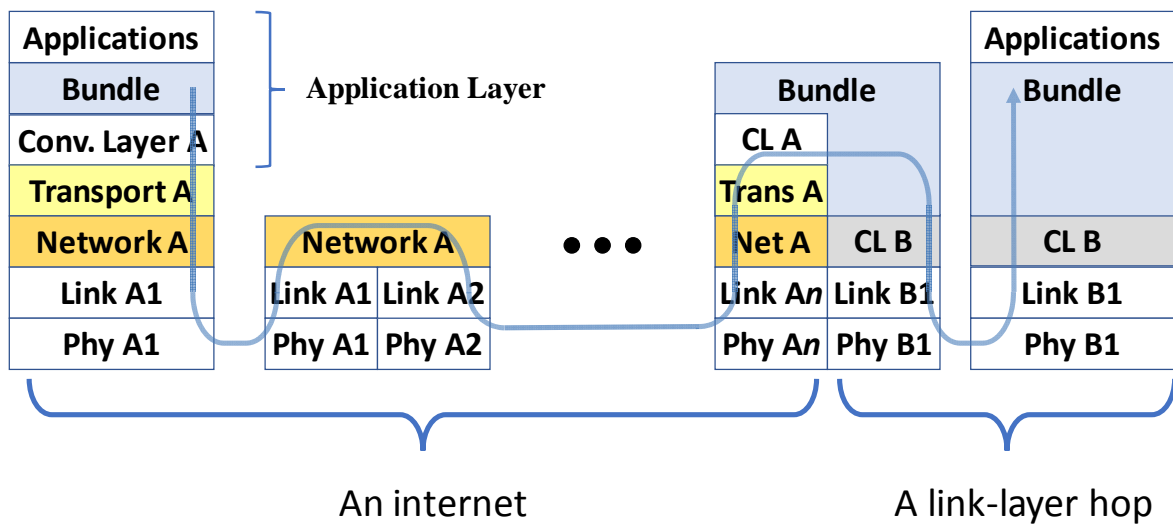 Applications
Bundle
Conv. Layer A
Transport A
Network A
Link A1
Phy A1
Application Layer
Network A
Link A1 Link A2
Phy A1 Phy A2
•••
Bundle
CL A
Trans A
Net A CL B
Link An Link B1
Phy An Phy B1
Applications
Bundle
CL B
Link B1
Phy B1
An internet
A link-layer hop